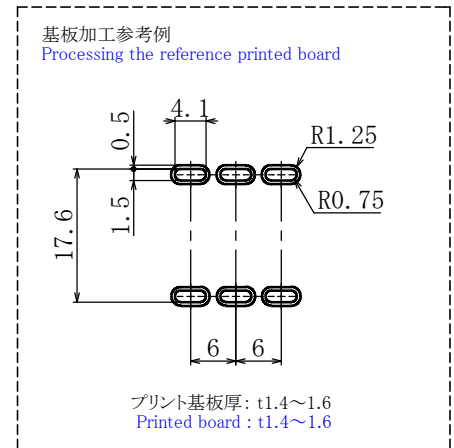 基板加工参考例
Processing the reference printed board
4.1
0.5
R1.25
R0.75
17.6
1.5
6 6
プリント基板厚：t1.4～1.6
Printed board : t1.4～1.6